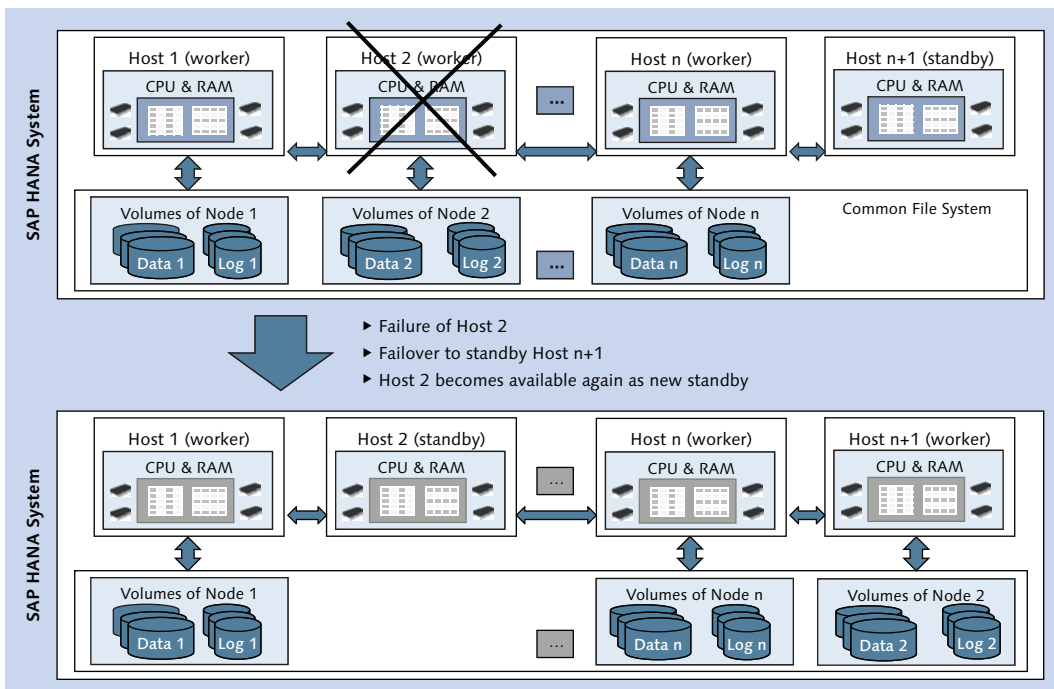 SAP HANA System
Host 1 (worker)
CPU & RAM
Host 2 (worker)
CPU & RAM
...
Host n (worker)
CPU & RAM
Host n+1 (standby)
CPU & RAM
Volumes of Node 1
Data 1
Log 1
Volumes of Node 2
Data 2
Log 2
...
Volumes of Node n
Data n
Log n
Common File System
▸ Failure of Host 2
▸ Failover to standby Host n+1
▸ Host 2 becomes available again as new standby
SAP HANA System
Host 1 (worker)
CPU & RAM
Host 2 (standby)
CPU & RAM
...
Host n (worker)
CPU & RAM
Host n+1 (worker)
CPU & RAM
Volumes of Node 1
Data 1
Log 1
...
Volumes of Node n
Data n
Log n
Volumes of Node 2
Data 2
Log 2